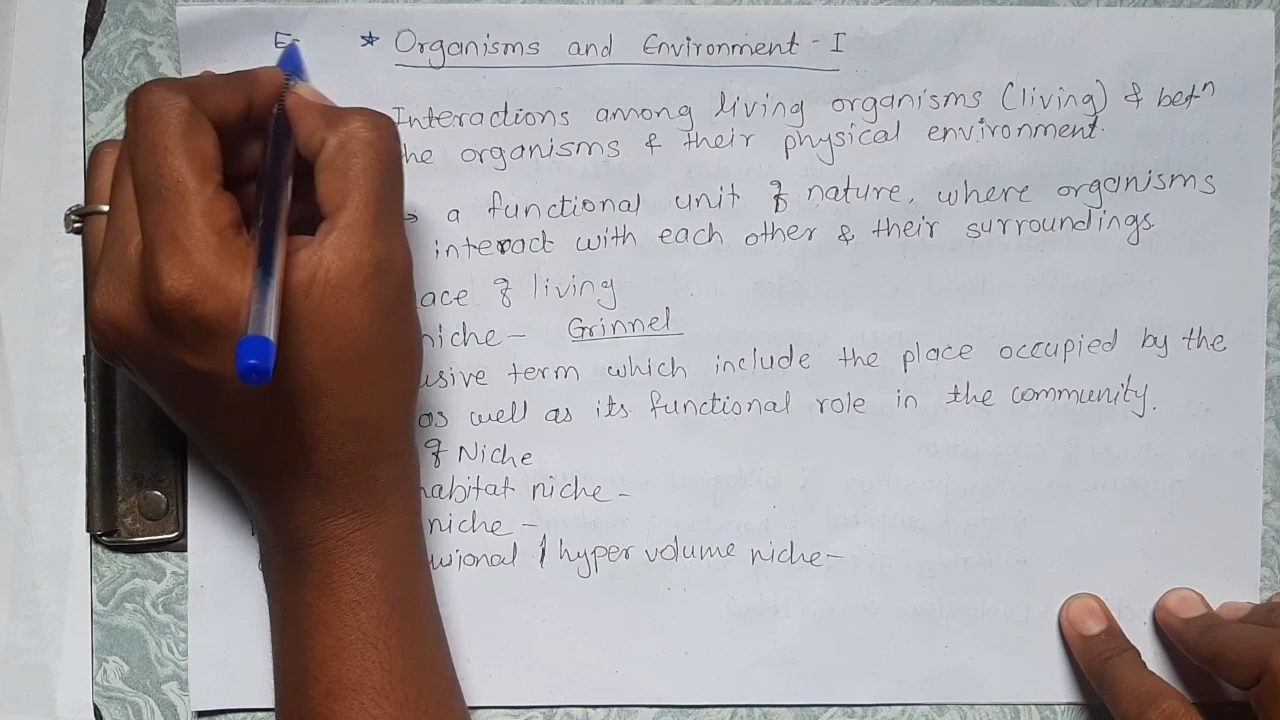 E
* Organisms and Environment - I
Interactions among living organisms (living) & betⁿ
he organisms & their physical environment.
→ a functional unit of nature, where organisms
interact with each other & their surroundings.
ace of living
niche - Grinnel
usive term which include the place occupied by the
as well as its functional role in the community.
of Niche
habitat niche -
niche -
sional / hyper volume niche -